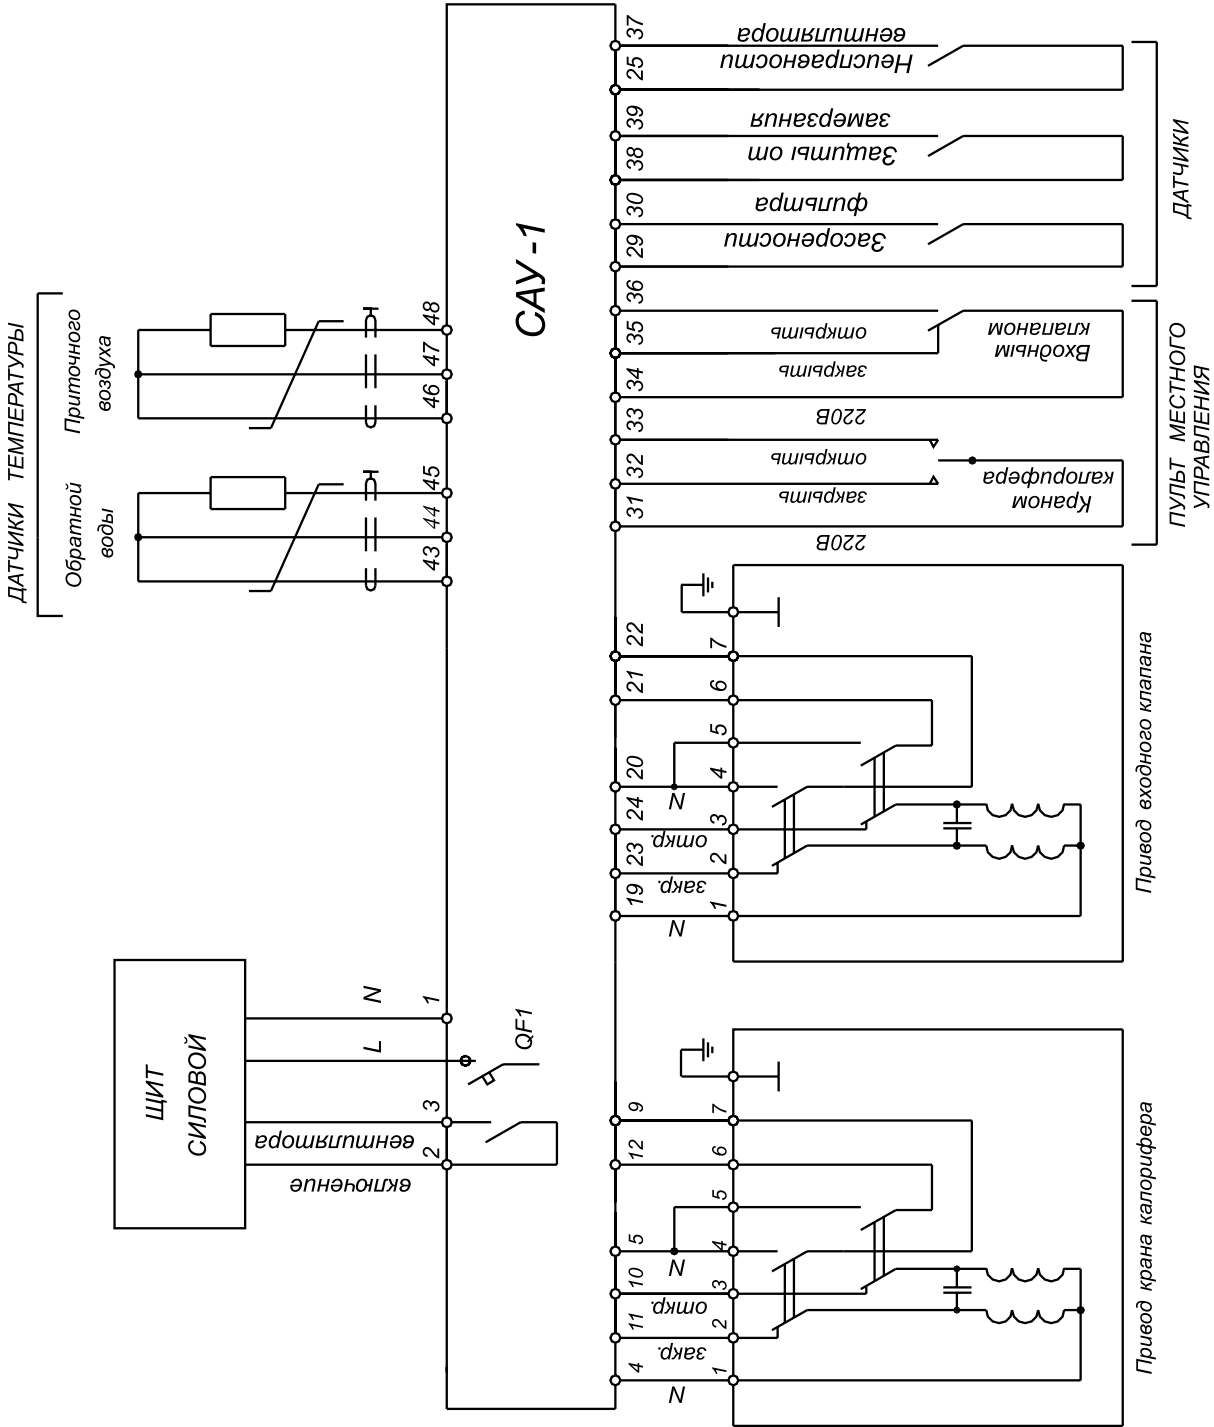 ДАТЧИКИ ТЕМПЕРАТУРЫ
Обратной
воды
Приточного
воздуха
43
44
45
46
47
48
ЩИТ
СИЛОВОЙ
включение
вентилятора
L
N
2
3
1
QF1
САУ -1
37
25
39
38
30
29
36
35
34
33
32
31
22
21
20
24
23
19
9
12
5
10
11
4
Неисправности
вентилятора
Защиты от
замерзания
Засорености
фильтра
ДАТЧИКИ
открыть
закрыть
Входным
клапаном
220В
открыть
закрыть
220В
Краном
калорифера
ПУЛЬТ МЕСТНОГО
УПРАВЛЕНИЯ
7
6
5
4
3
2
1
N
откр.
закр.
N
Привод входного клапана
7
6
5
4
3
2
1
N
откр.
закр.
N
Привод крана калорифера